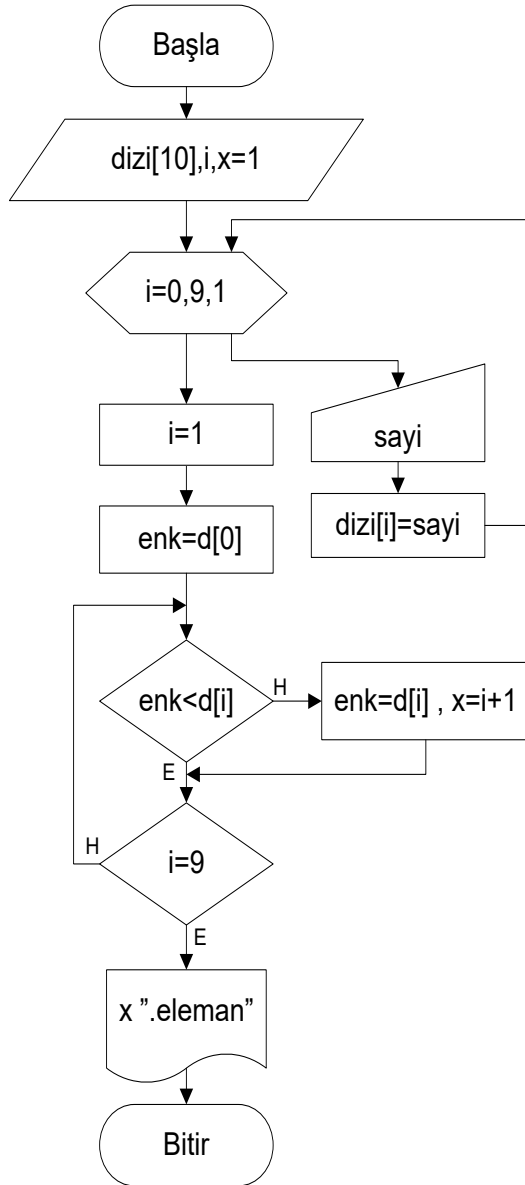 Başla
dizi[10],i,x=1
i=0,9,1
i=1
sayi
enk=d[0]
dizi[i]=sayi
enk<d[i]
H
enk=d[i] , x=i+1
E
H
i=9
E
x ”.eleman”
Bitir